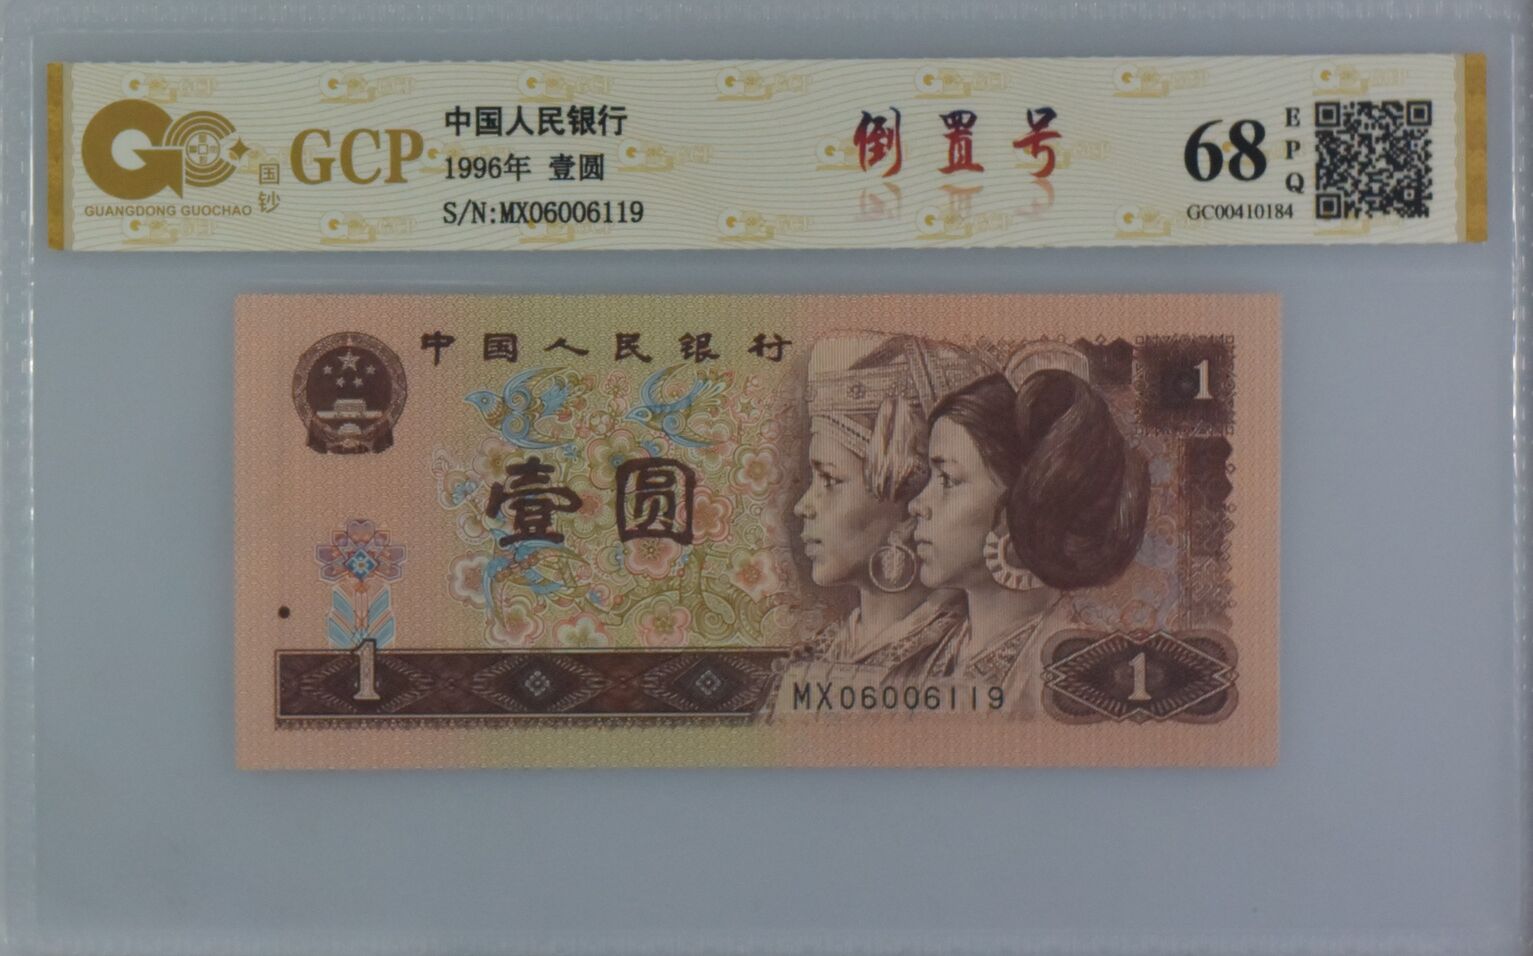 GCP
国钞
GUANGDONG GUOCHAO
中国人民银行
1996年 壹圆
S/N:MX06006119
倒置号
68
EPQ
GC00410184
中国人民银行
1
壹圆
1
MX06006119
1